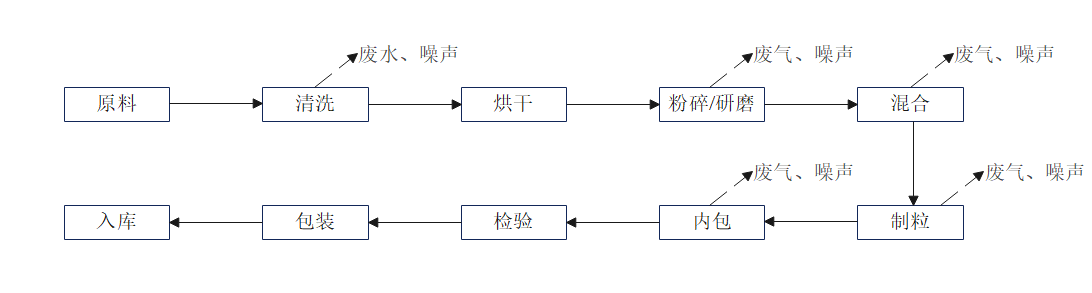 废水、噪声
废气、噪声
废气、噪声
原料
清洗
烘干
粉碎/研磨
混合
废气、噪声
废气、噪声
入库
包装
检验
内包
制粒